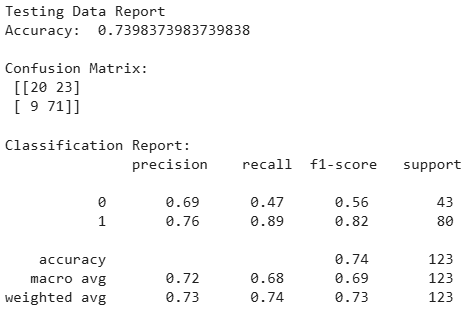 Testing Data Report
Accuracy:  0.7398373983739838
Confusion Matrix:
[[20 23]
[ 9 71]]
Classification Report:
precision    recall  f1-score   support
0       0.69      0.47      0.56        43
1       0.76      0.89      0.82        80
accuracy                           0.74       123
macro avg       0.72      0.68      0.69       123
weighted avg       0.73      0.74      0.73       123